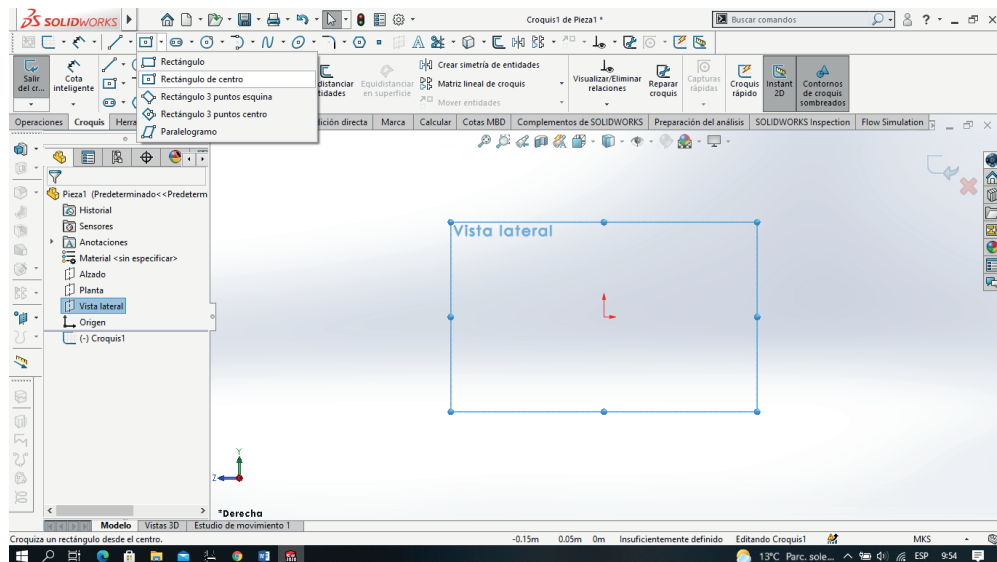 SOLIDWORKS
Croquis1 de Pieza1 *
Buscar comandos
Rectángulo
Rectángulo de centro
Rectángulo 3 puntos esquina
Rectángulo 3 puntos centro
Paralelogramo
Salir
del cr...
Cota
inteligente
Equidistanciar
en superficie
Crear simetría de entidades
Matriz lineal de croquis
Mover entidades
Visualizar/Eliminar
relaciones
Reparar
croquis
Capturas
rápidas
Croquis
rápido
Instant
2D
Contornos
de croquis
sombreados
Operaciones Croquis Herra
dición directa Marca Calcular Cotas MBD Complementos de SOLIDWORKS Preparación del análisis SOLIDWORKS Inspection Flow Simulation
Pieza1 (Predeterminado<<Predeterm
Historial
Sensores
Anotaciones
Material <sin especificar>
Alzado
Planta
Vista lateral
Origen
(-) Croquis1
Vista lateral
Y
Z
*Derecha
Modelo Vistas 3D Estudio de movimiento 1
Croquiza un rectángulo desde el centro. -0.15m 0.05m 0m Insuficientemente definido Editando Croquis1 MKS
13°C Parc. sole... ESP 9:54